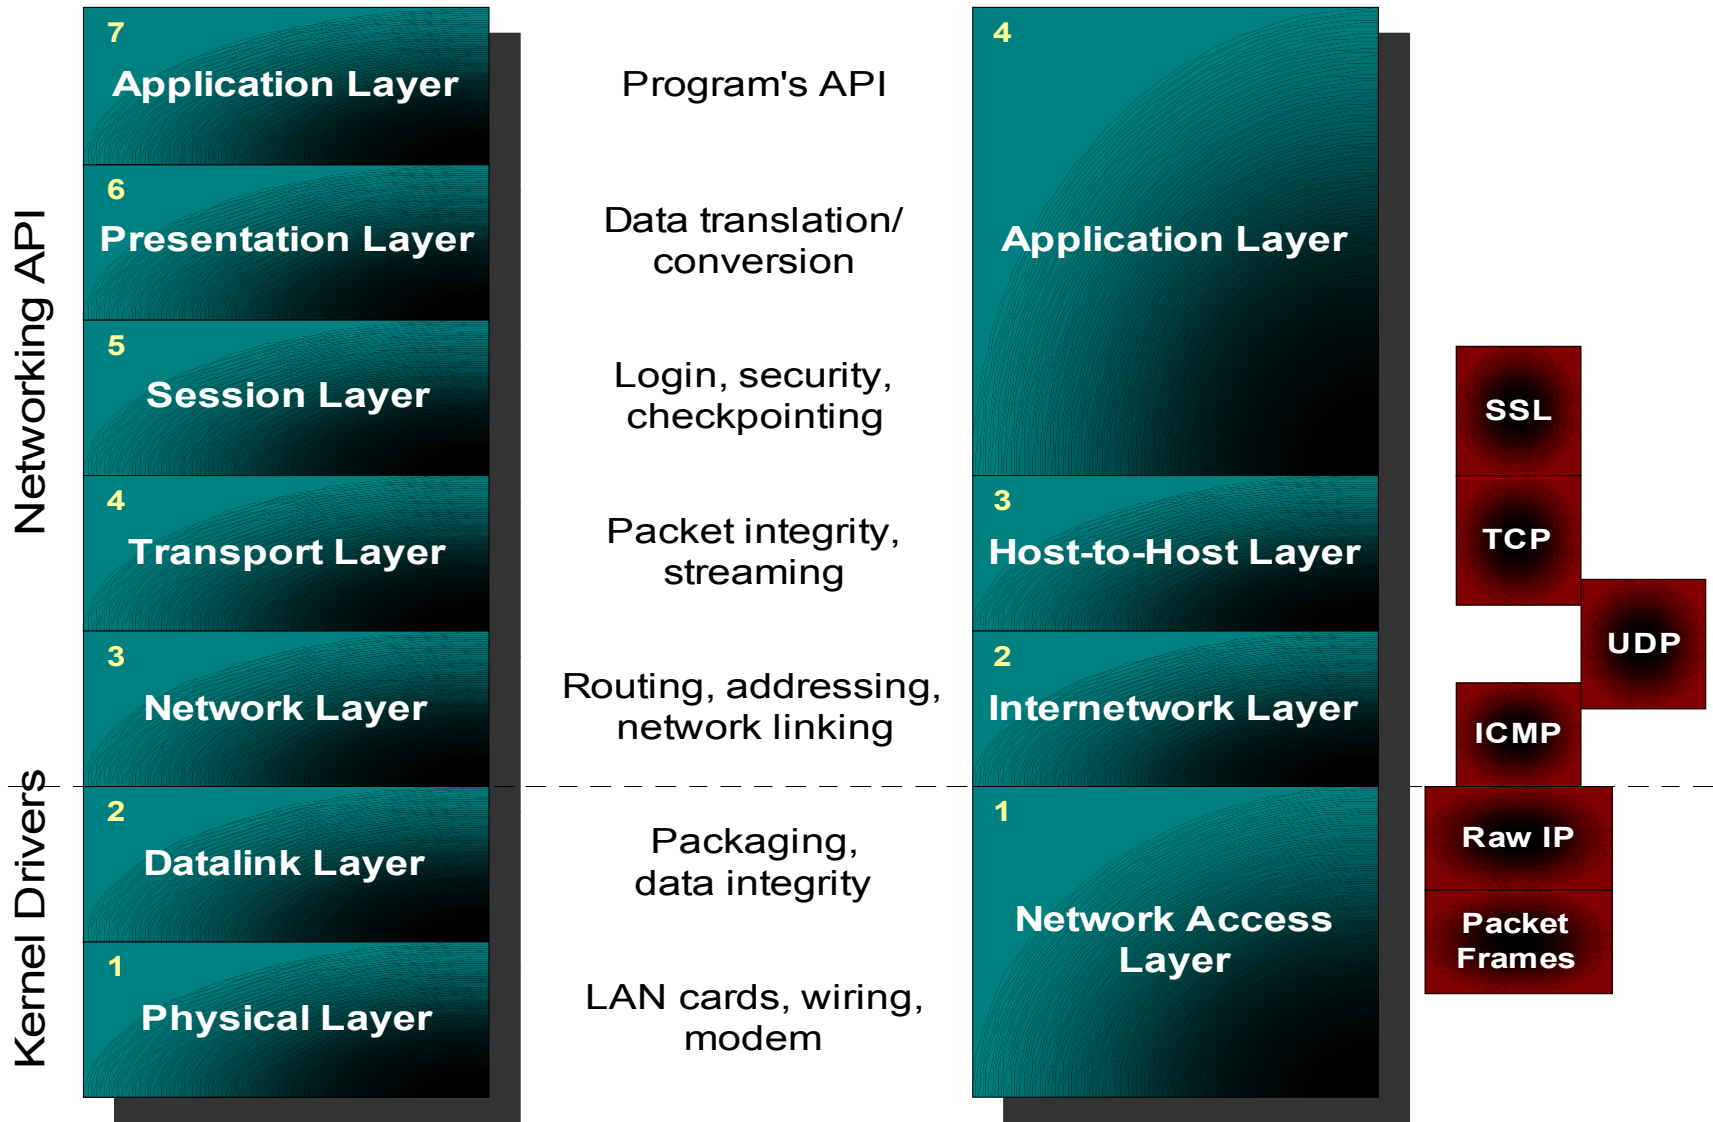 Networking API
Kernel Drivers
7
Application Layer
6
Presentation Layer
5
Session Layer
4
Transport Layer
3
Network Layer
2
Datalink Layer
1
Physical Layer
Program's API
Data translation/
conversion
Login, security,
checkpointing
Packet integrity,
streaming
Routing, addressing,
network linking
Packaging,
data integrity
LAN cards, wiring,
modem
4
Application Layer
3
Host-to-Host Layer
2
Internetwork Layer
1
Network Access
Layer
SSL
TCP
UDP
ICMP
Raw IP
Packet
Frames